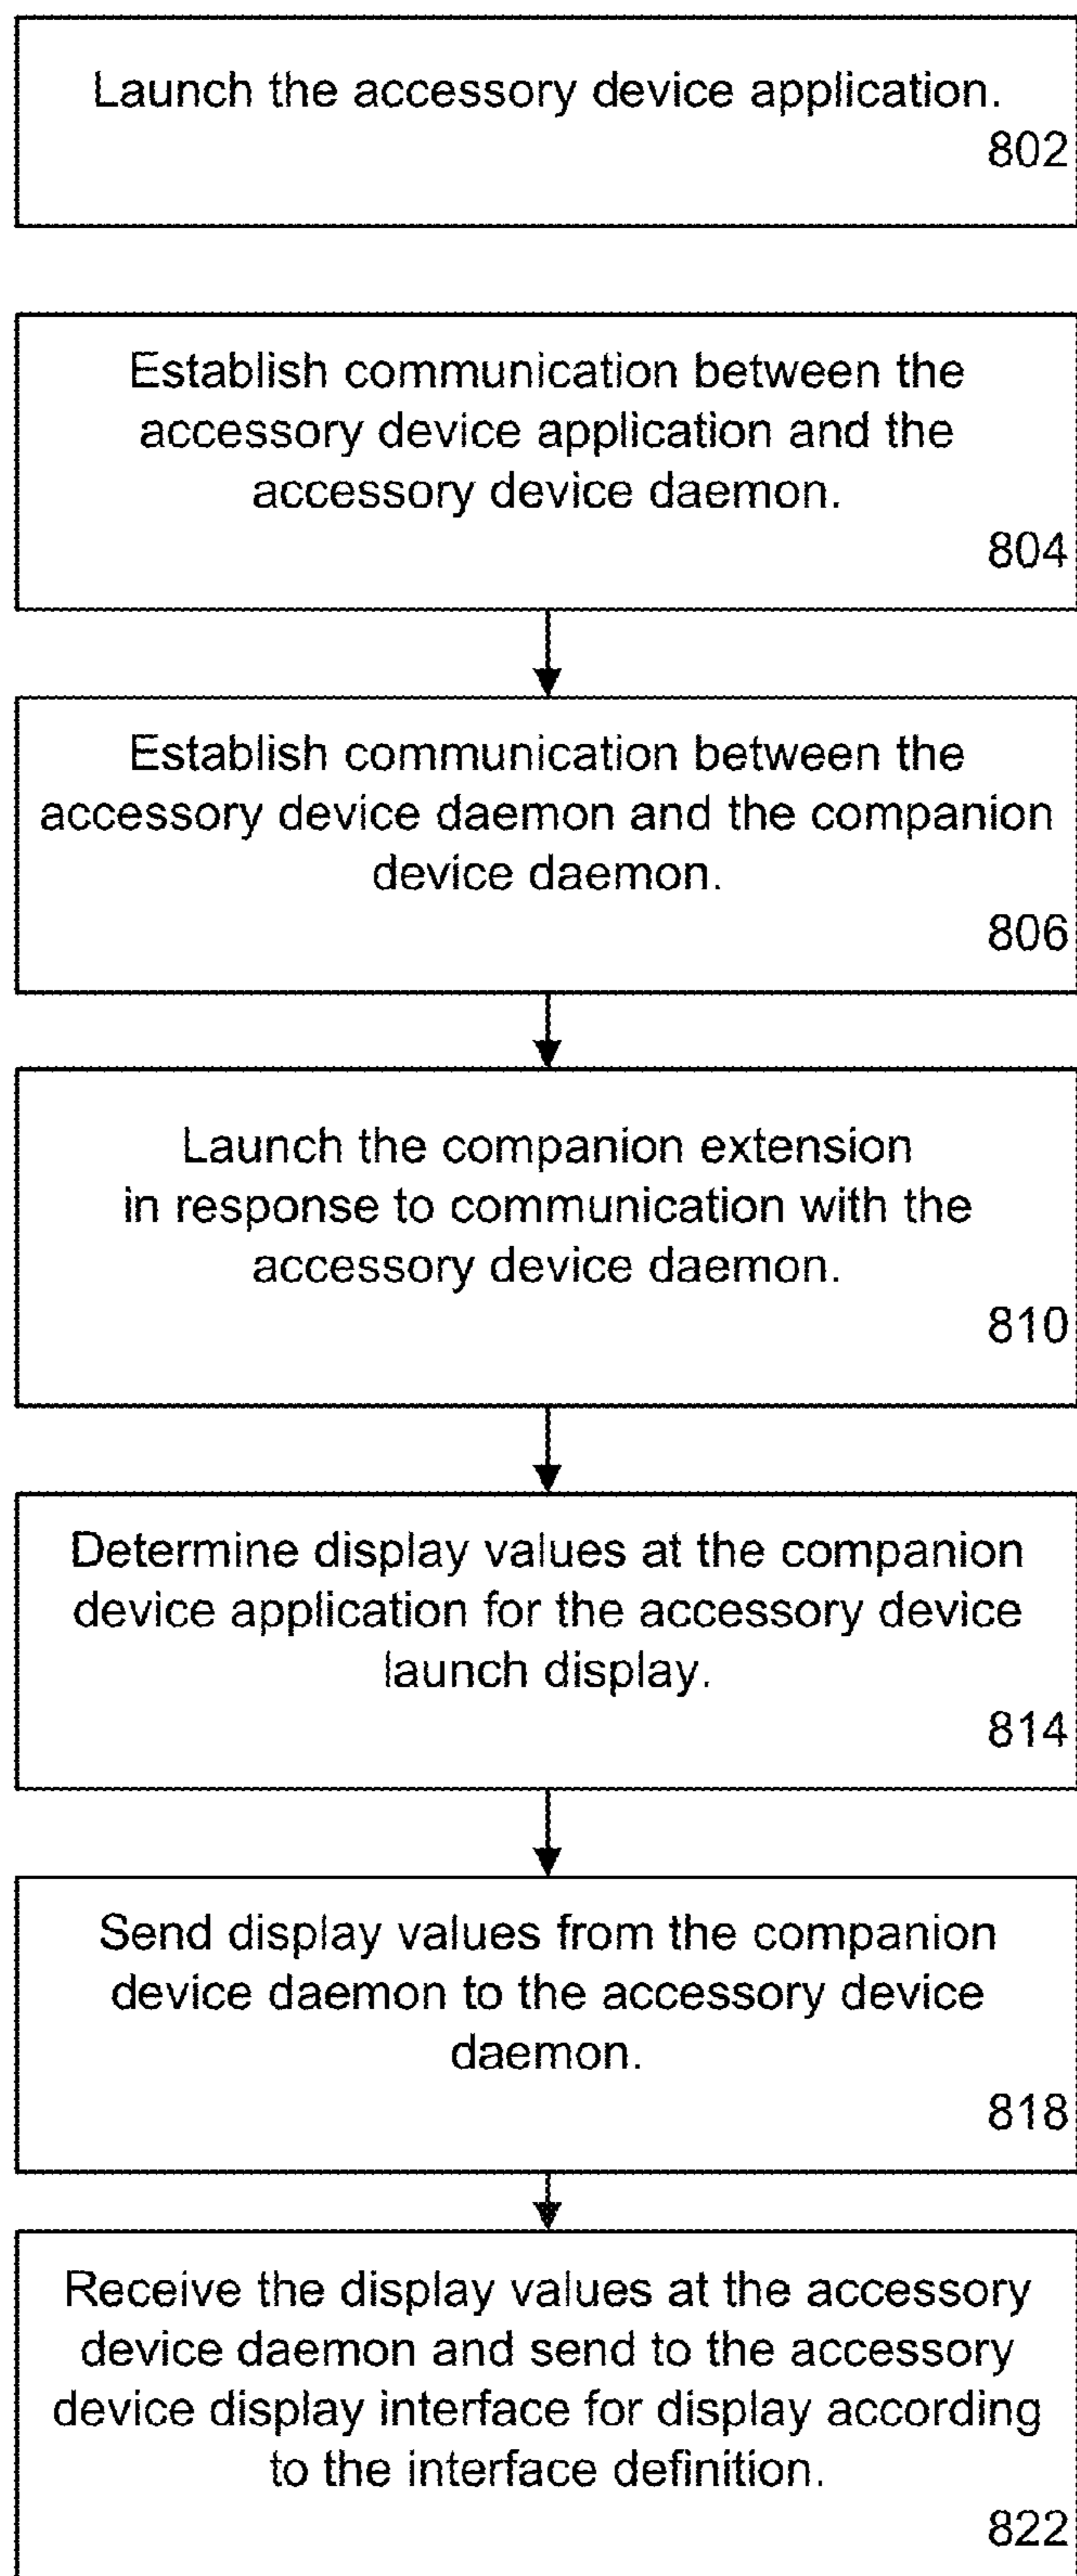 Launch the accessory device application.
802
Establish communication between the
accessory device application and the
accessory device daemon.
804
Establish communication between the
accessory device daemon and the companion
device daemon.
806
Launch the companion extension
in response to communication with the
accessory device daemon.
810
Determine display values at the companion
device application for the accessory device
launch display.
814
Send display values from the companion
device daemon to the accessory device
daemon.
818
Receive the display values at the accessory
device daemon and send to the accessory
device display interface for display according
to the interface definition.
822